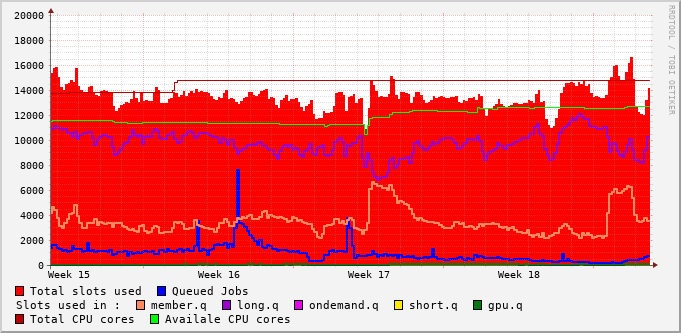 20000
18000
16000
14000
12000
10000
8000
6000
4000
2000
0
Week 15 Week 16 Week 17 Week 18
Total slots used Queued Jobs
Slots used in : member.q long.q ondemand.q short.q gpu.q
Total CPU cores Availale CPU cores
RRDTOOL / TOBI OETIKER